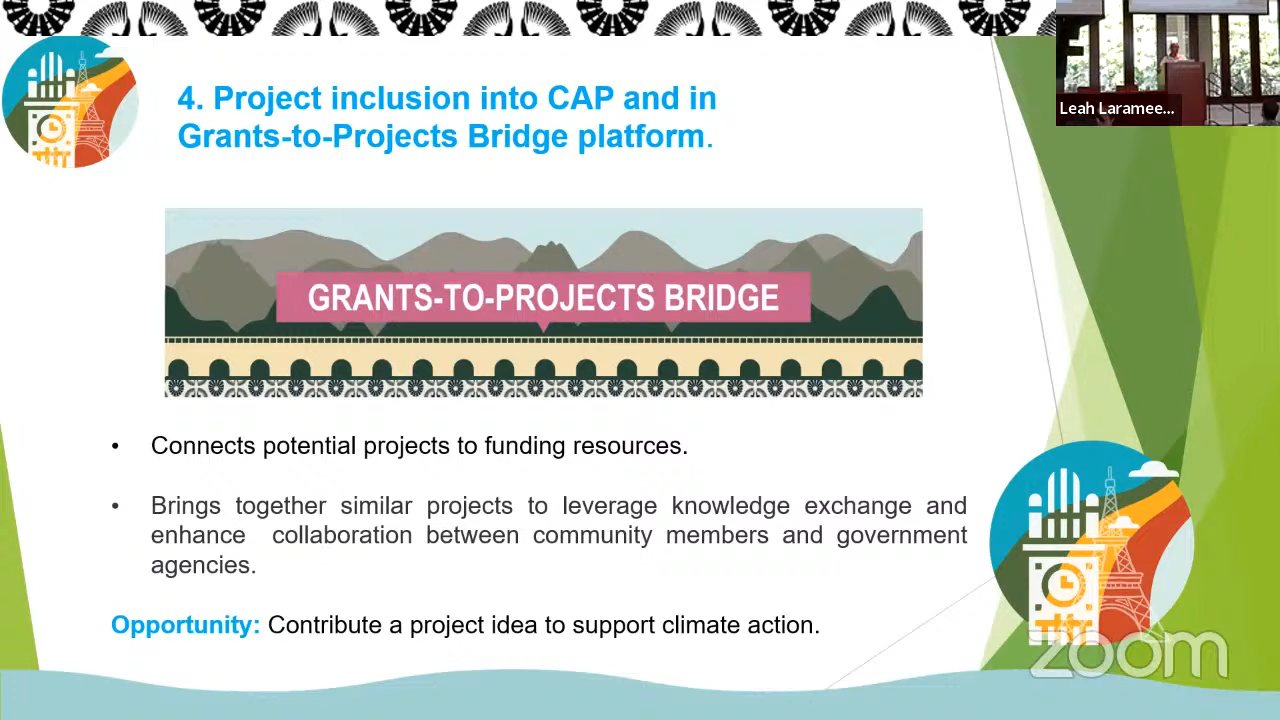 4. Project inclusion into CAP and in
Grants-to-Projects Bridge platform.
Leah Laramee...
GRANTS-TO-PROJECTS BRIDGE
• Connects potential projects to funding resources.
• Brings together similar projects to leverage knowledge exchange and
enhance collaboration between community members and government
agencies.
Opportunity: Contribute a project idea to support climate action.
zoom